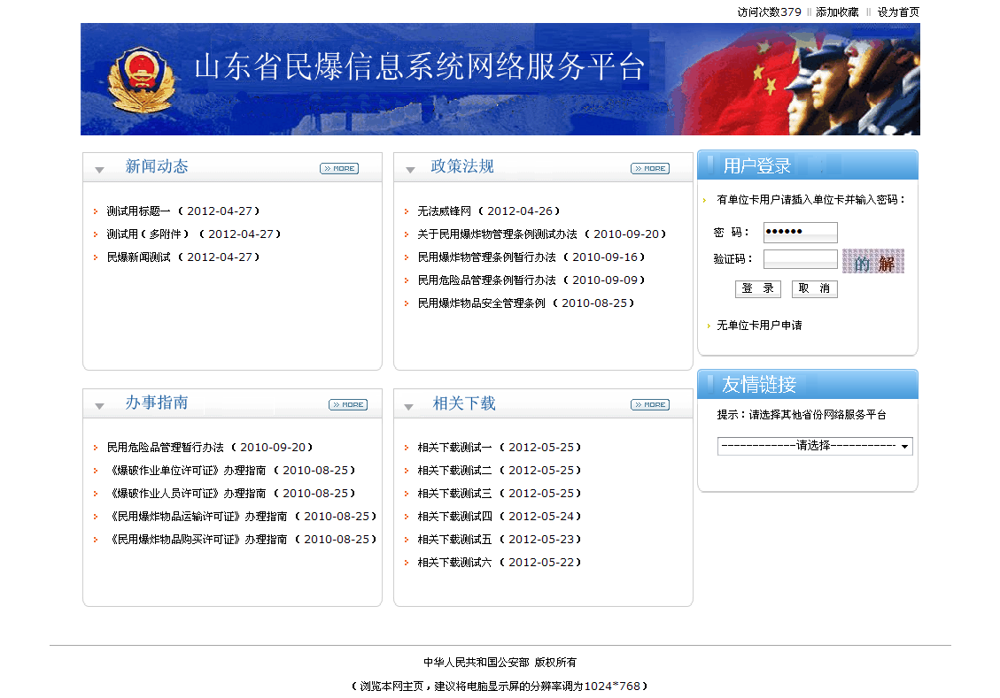 访问次数379 || 添加收藏 || 设为首页
山东省民爆信息系统网络服务平台
新闻动态
MORE
测试用标题一 （ 2012-04-27）
测试用（多附件） （ 2012-04-27）
民爆新闻测试 （ 2012-04-27）
政策法规
MORE
无法威锋网 （ 2012-04-26）
关于民用爆炸物管理条例测试办法 （ 2010-09-20）
民用爆炸物管理条例暂行办法 （ 2010-09-16）
民用危险品管理条例暂行办法 （ 2010-09-09）
民用爆炸物品安全管理条例 （ 2010-08-25）
用户登录
有单位卡用户请插入单位卡并输入密码：
密 码： ••••••
验证码： 的 解
登 录 取 消
无单位卡用户申请
办事指南
MORE
民用危险品管理暂行办法 （ 2010-09-20）
《爆破作业单位许可证》办理指南 （ 2010-08-25）
《爆破作业人员许可证》办理指南 （ 2010-08-25）
《民用爆炸物品运输许可证》办理指南 （ 2010-08-25）
《民用爆炸物品购买许可证》办理指南 （ 2010-08-25）
相关下载
MORE
相关下载测试一 （ 2012-05-25）
相关下载测试二 （ 2012-05-25）
相关下载测试三 （ 2012-05-25）
相关下载测试四 （ 2012-05-24）
相关下载测试五 （ 2012-05-23）
相关下载测试六 （ 2012-05-22）
友情链接
提示：请选择其他省份网络服务平台
------------请选择------------
中华人民共和国公安部 版权所有
（ 浏览本网主页，建议将电脑显示屏的分辨率调为1024*768）